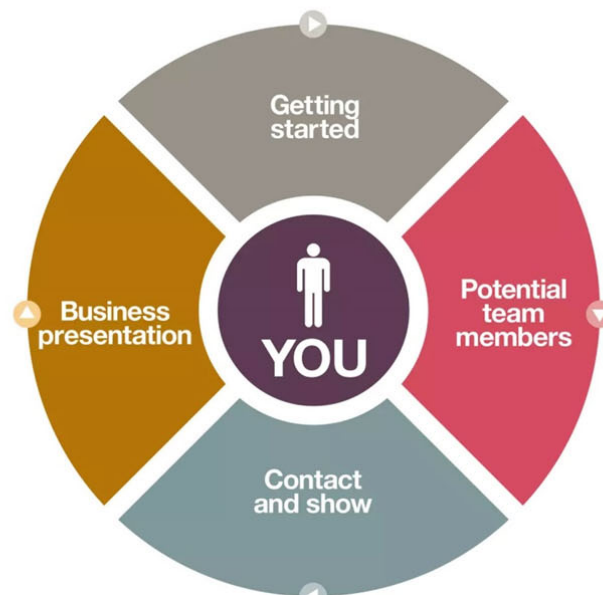 Getting
started
Potential
team
members
Contact
and show
Business
presentation
YOU